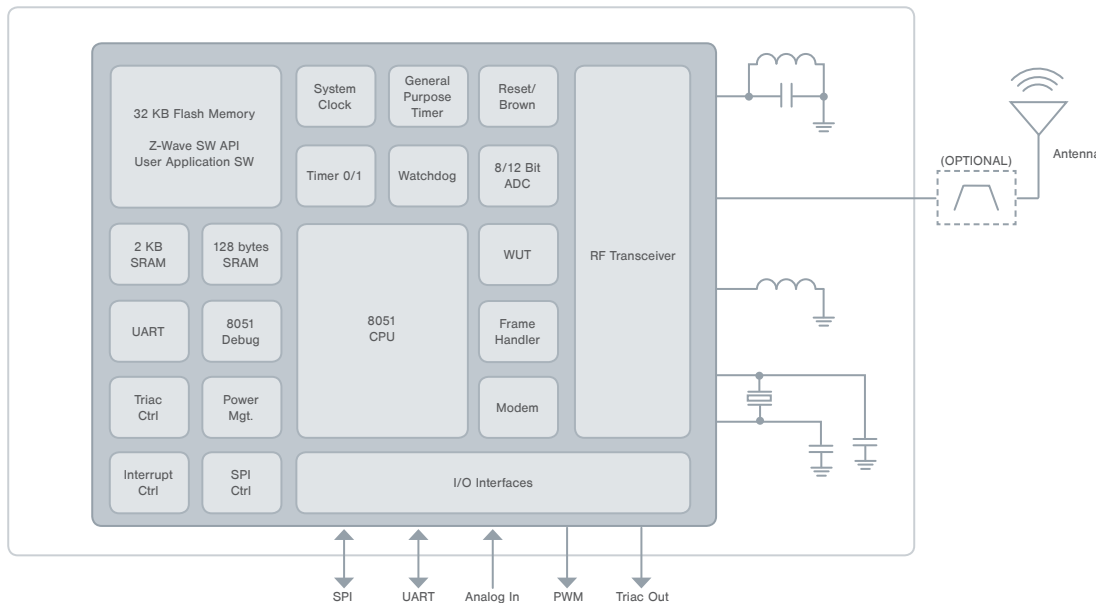 32 KB Flash Memory
Z-Wave SW API
User Application SW
System
Clock
General
Purpose
Timer
Reset/
Brown
Timer 0/1
Watchdog
8/12 Bit
ADC
RF Transceiver
2 KB
SRAM
128 bytes
SRAM
8051
CPU
WUT
UART
8051
Debug
Frame
Handler
Triac
Ctrl
Power
Mgt.
Modem
Interrupt
Ctrl
SPI
Ctrl
I/O Interfaces
(OPTIONAL)
Antenna
SPI
UART
Analog In
PWM
Triac Out